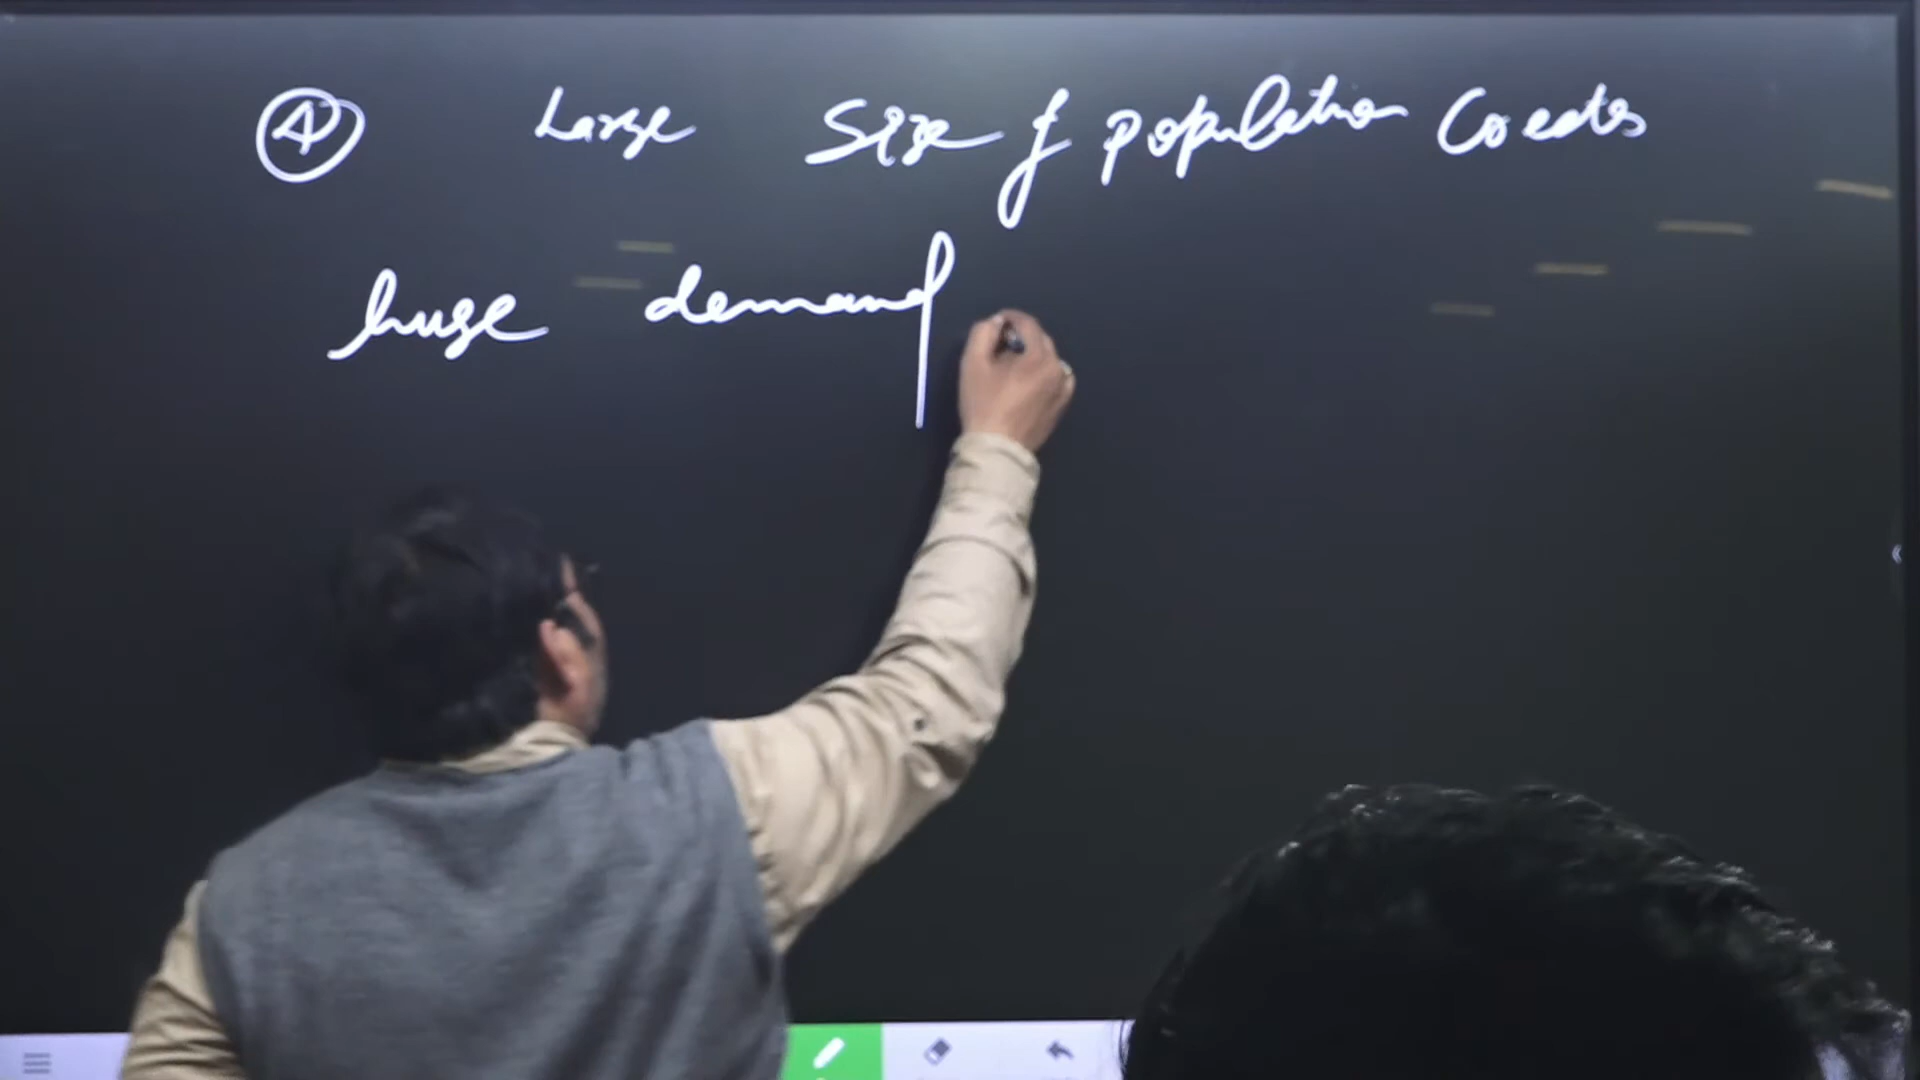 ④ Large Size of population Creates
huge demand